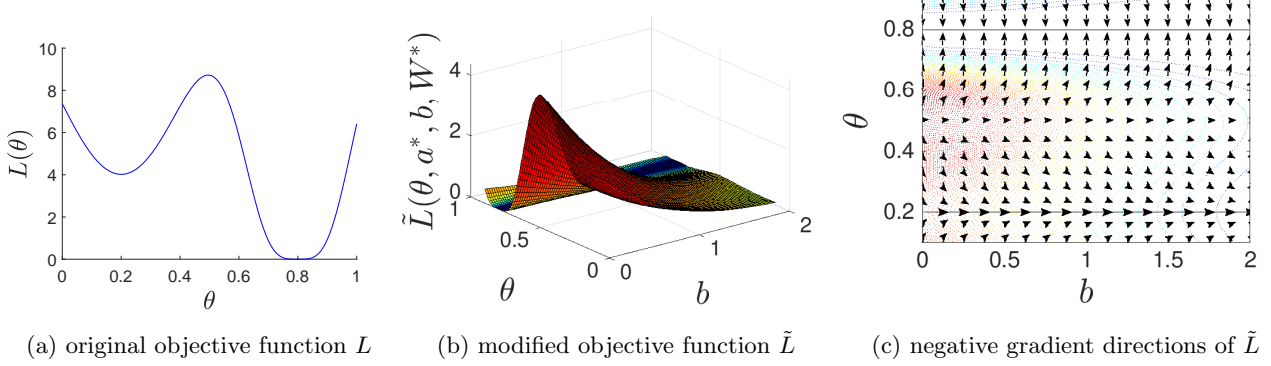 10
8
6
4
2
0
L(θ)
0 0.2 0.4 0.6 0.8 1
θ
(a) original objective function L
4
2
0
L̃(θ, a*, b, W*)
1
0.5
0
θ
0
1
2
b
(b) modified objective function L̃
0.8
0.6
0.4
0.2
θ
0 0.5 1 1.5 2
b
(c) negative gradient directions of L̃